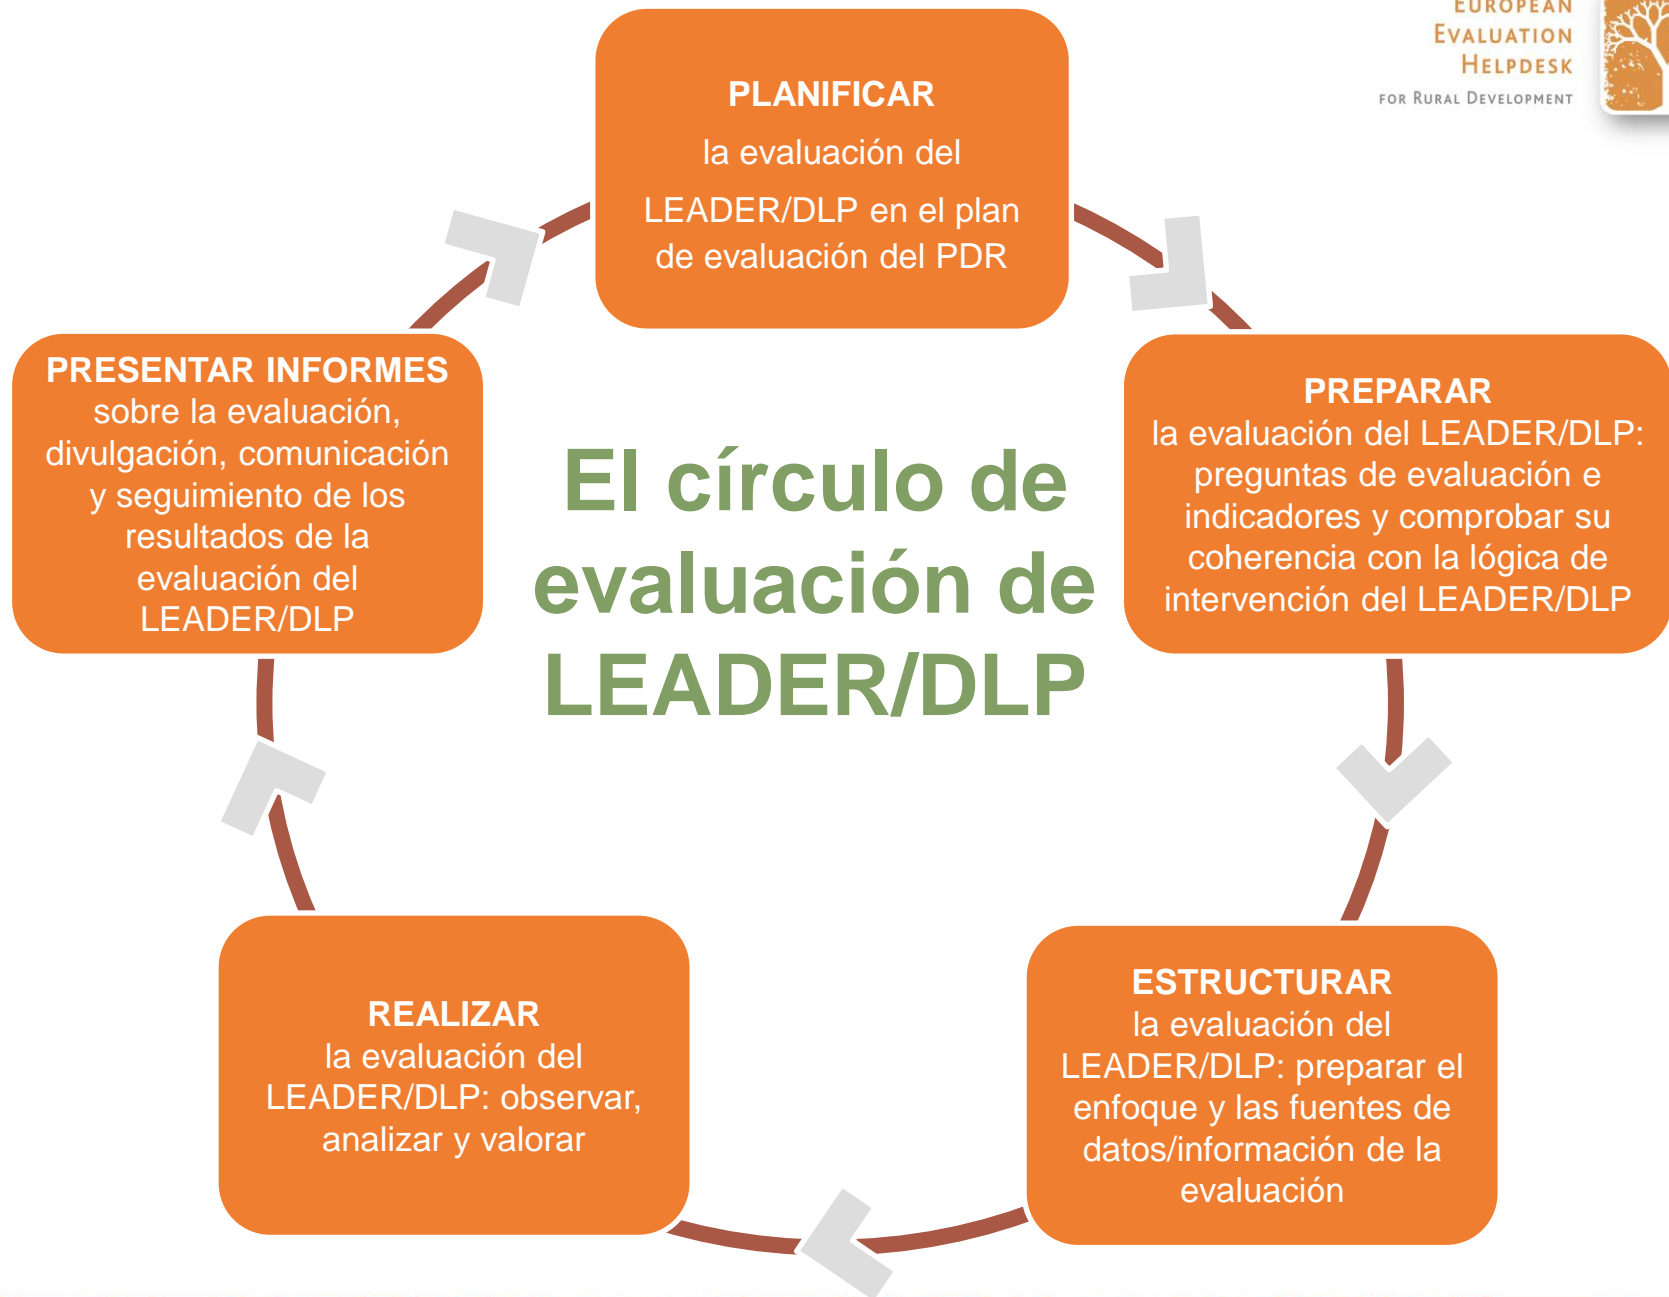 EUROPEAN
EVALUATION
HELPDESK
FOR RURAL DEVELOPMENT
PLANIFICAR
la evaluación del
LEADER/DLP en el plan
de evaluación del PDR
PREPARAR
la evaluación del LEADER/DLP:
preguntas de evaluación e
indicadores y comprobar su
coherencia con la lógica de
intervención del LEADER/DLP
ESTRUCTURAR
la evaluación del
LEADER/DLP: preparar el
enfoque y las fuentes de
datos/información de la
evaluación
REALIZAR
la evaluación del
LEADER/DLP: observar,
analizar y valorar
PRESENTAR INFORMES
sobre la evaluación,
divulgación, comunicación
y seguimiento de los
resultados de la
evaluación del
LEADER/DLP
El círculo de
evaluación de
LEADER/DLP